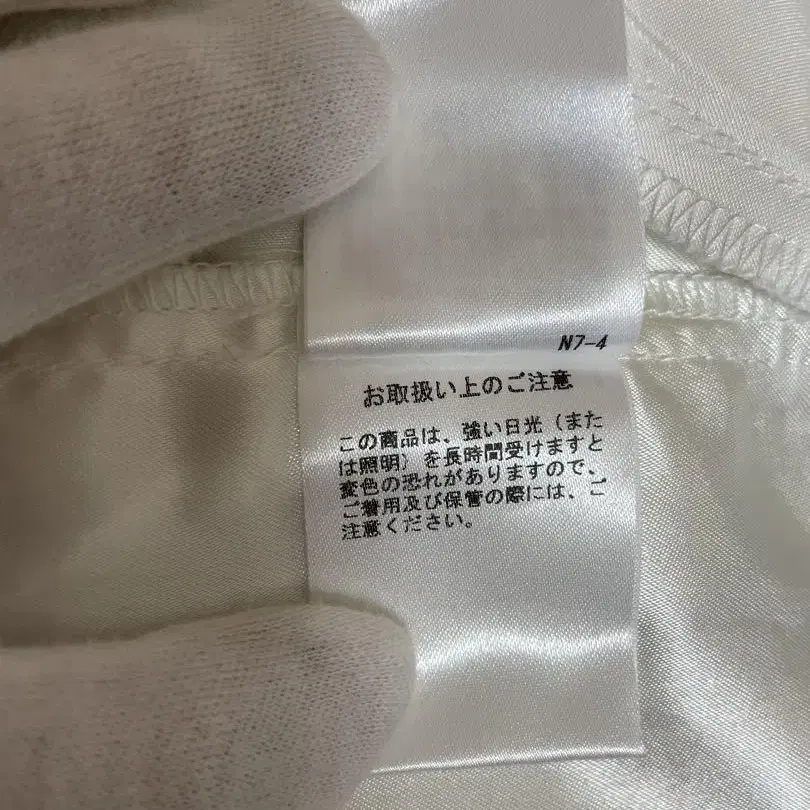 N7-4
お取扱い上のご注意
この商品は、強い日光（また
は照明）を長時間受けますと
変色の恐れがありますので、
ご着用及び保管の際には、ご
注意ください。